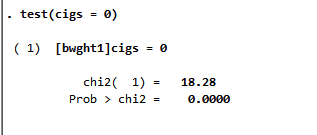 . test(cigs = 0)
( 1) [bwght1]cigs = 0
chi2( 1) = 18.28
Prob > chi2 = 0.0000